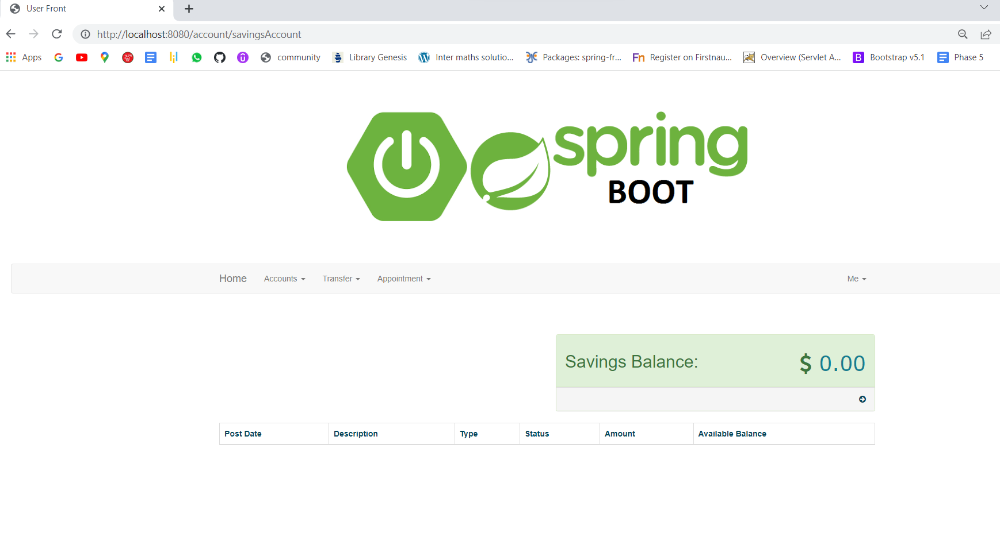 User Front
http://localhost:8080/account/savingsAccount
Apps community Library Genesis Inter maths solutio... Packages: spring-fr... Fn Register on Firstnau... Overview (Servlet A... B Bootstrap v5.1 Phase 5
spring
BOOT
Home Accounts Transfer Appointment Me
Savings Balance: $ 0.00
Post Date Description Type Status Amount Available Balance